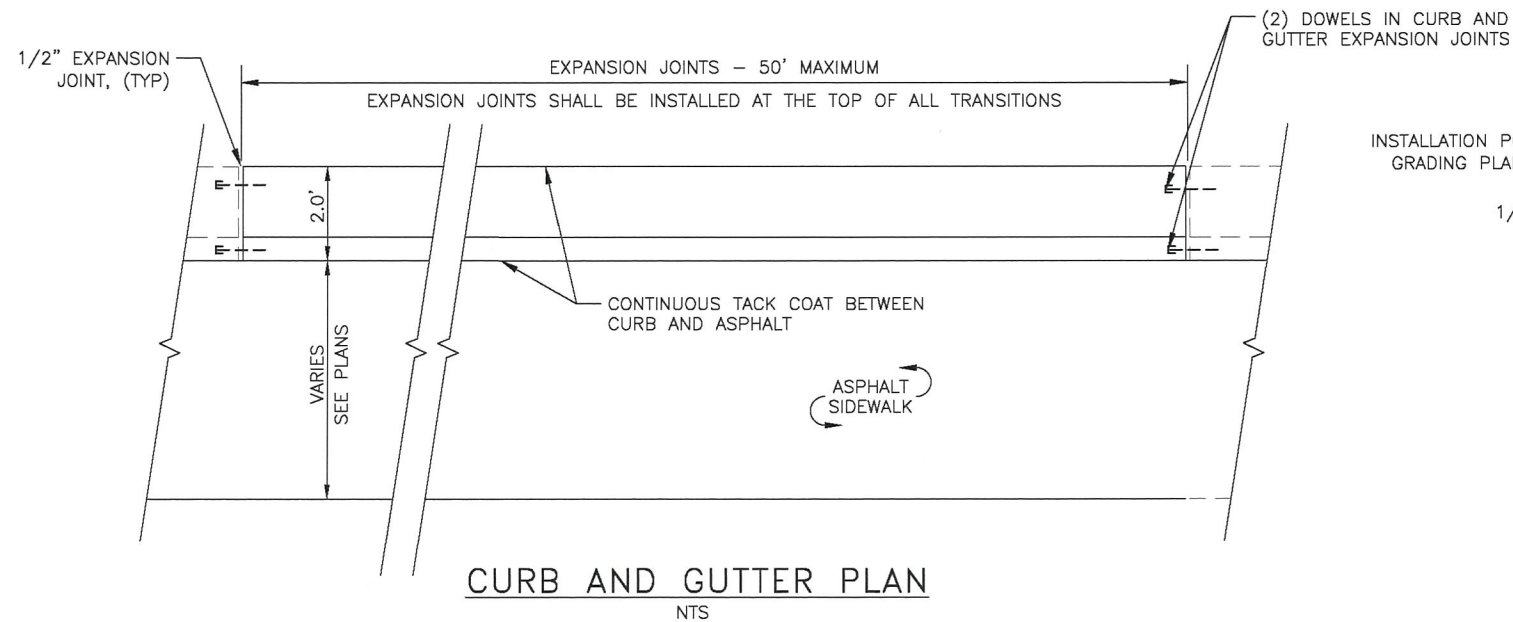 1/2" EXPANSION
JOINT, (TYP)
EXPANSION JOINTS - 50' MAXIMUM
EXPANSION JOINTS SHALL BE INSTALLED AT THE TOP OF ALL TRANSITIONS
(2) DOWELS IN CURB AND
GUTTER EXPANSION JOINTS
INSTALLATION
GRADING
2.0'
CONTINUOUS TACK COAT BETWEEN
CURB AND ASPHALT
VARIES
SEE PLANS
ASPHALT
SIDEWALK
CURB AND GUTTER PLAN
NTS